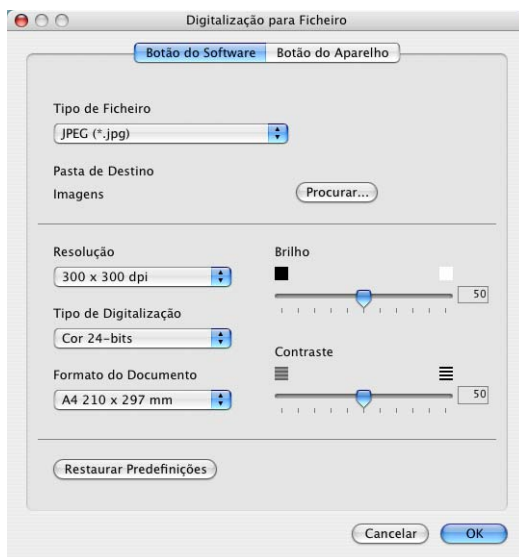 Digitalização para Ficheiro
Botão do Software Botão do Aparelho
Tipo de Ficheiro
JPEG (*.jpg)
Pasta de Destino
Imagens Procurar...
Resolução
300 x 300 dpi
Tipo de Digitalização
Cor 24-bits
Formato do Documento
A4 210 x 297 mm
Brilho
50
Contraste
50
Restaurar Predefinições
Cancelar OK